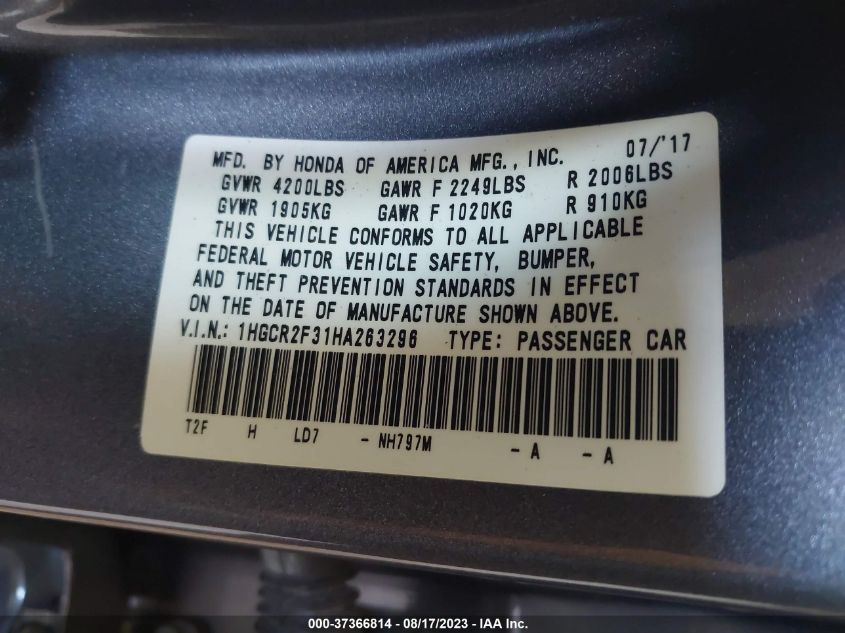 MFD. BY HONDA OF AMERICA MFG., INC. 07/'17
GVWR 4200LBS GAWR F 2249LBS R 2006LBS
GVWR 1905KG GAWR F 1020KG R 910KG
THIS VEHICLE CONFORMS TO ALL APPLICABLE
FEDERAL MOTOR VEHICLE SAFETY, BUMPER,
AND THEFT PREVENTION STANDARDS IN EFFECT
ON THE DATE OF MANUFACTURE SHOWN ABOVE.
V.I.N.: 1HGCR2F31HA263296 TYPE: PASSENGER CAR
T2F H LD7 - NH797M - A - A
000-37366814 - 08/17/2023 - IAA Inc.